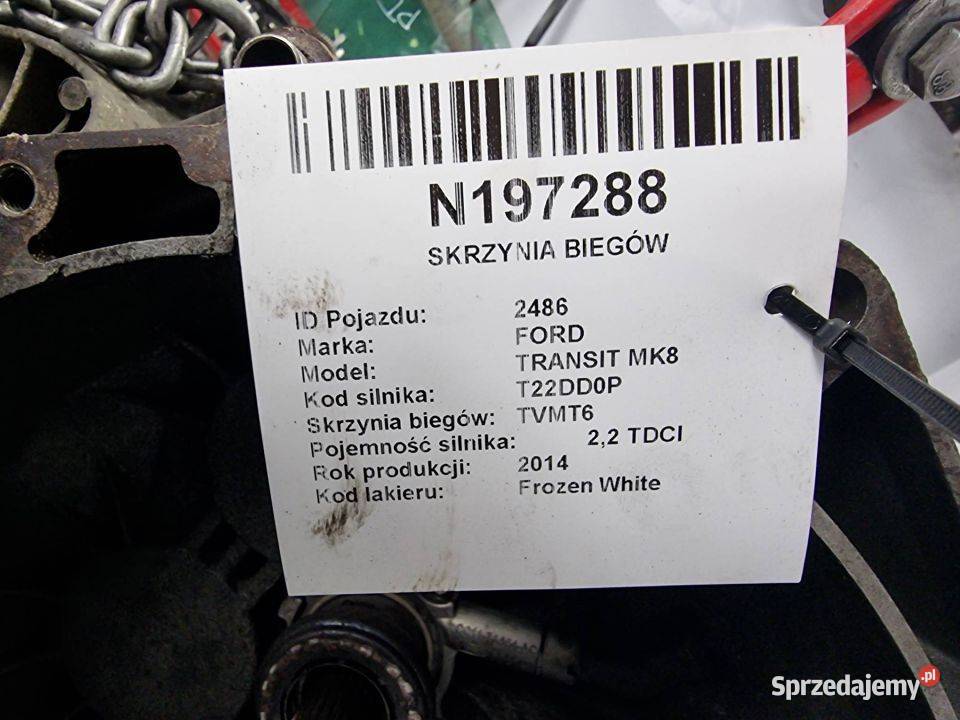 N197288
SKRZYNIA BIEGÓW
ID Pojazdu: 2486
Marka: FORD
Model: TRANSIT MK8
Kod silnika: T22DD0P
Skrzynia biegów: TVMT6
Pojemność silnika: 2,2 TDCI
Rok produkcji: 2014
Kod lakieru: Frozen White
Sprzedajemy.pl